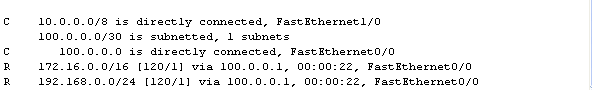 C    10.0.0.0/8 is directly connected, FastEthernet1/0
     100.0.0.0/30 is subnetted, 1 subnets
C       100.0.0.0 is directly connected, FastEthernet0/0
R    172.16.0.0/16 [120/1] via 100.0.0.1, 00:00:22, FastEthernet0/0
R    192.168.0.0/24 [120/1] via 100.0.0.1, 00:00:22, FastEthernet0/0